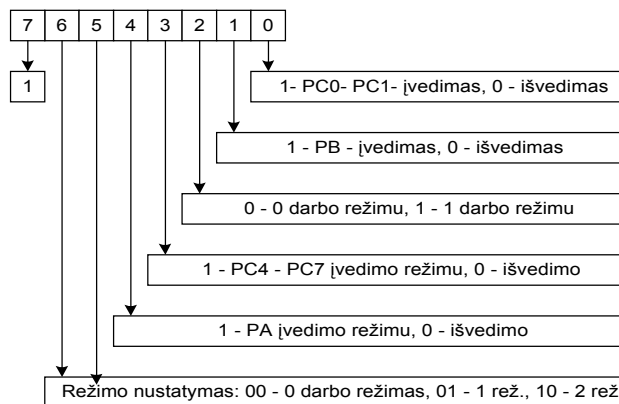 7 6 5 4 3 2 1 0
1
1- PC0- PC1- įvedimas, 0 - išvedimas
1 - PB - įvedimas, 0 - išvedimas
0 - 0 darbo režimu, 1 - 1 darbo režimu
1 - PC4 - PC7 įvedimo režimu, 0 - išvedimo
1 - PA įvedimo režimu, 0 - išvedimo
Režimo nustatymas: 00 - 0 darbo režimas, 01 - 1 rež., 10 - 2 rež